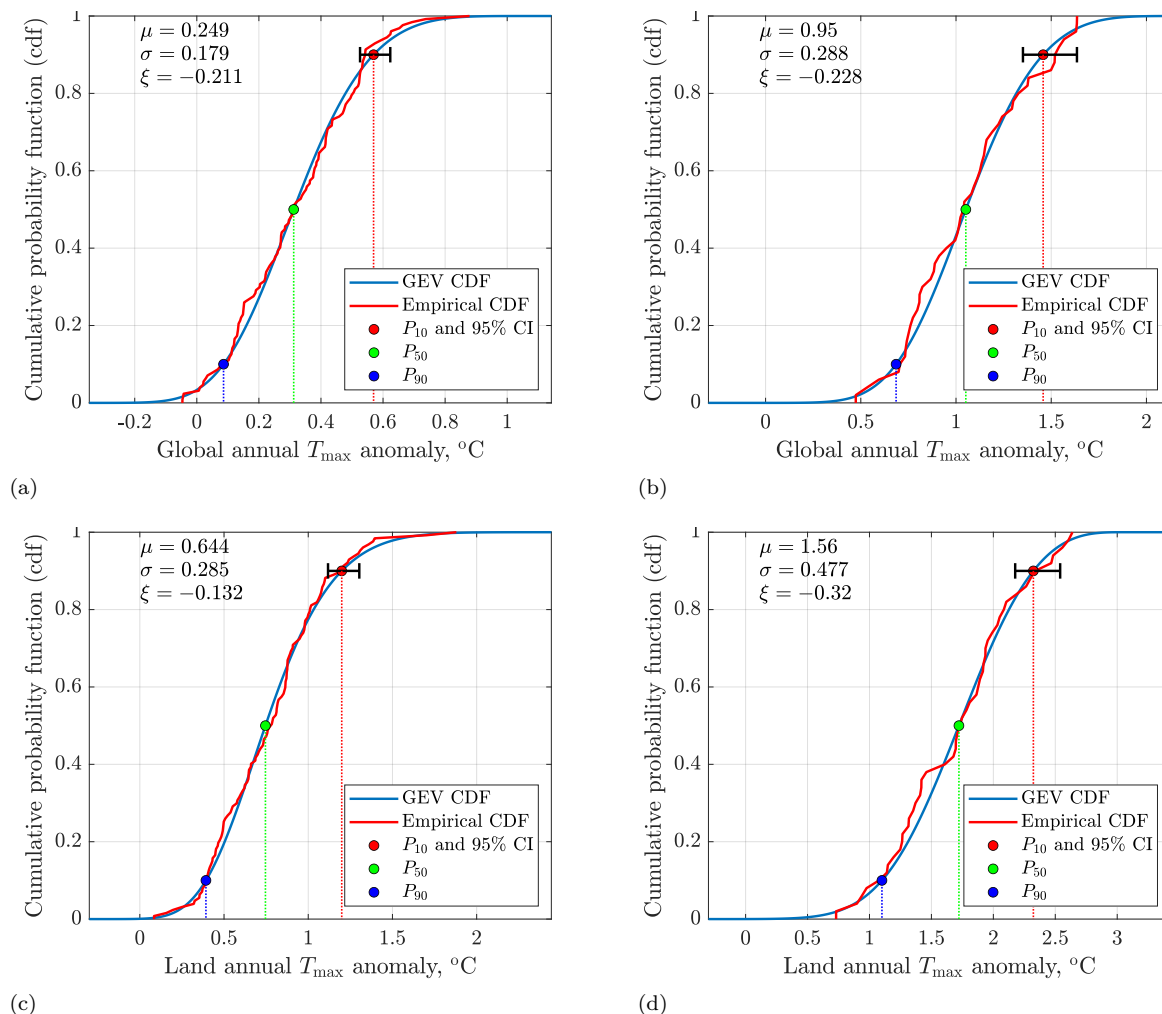 μ = 0.249
σ = 0.179
ξ = −0.211
Cumulative probability function (cdf)
1
0.8
0.6
0.4
0.2
0
-0.2 0 0.2 0.4 0.6 0.8 1
Global annual Tmax anomaly, °C
GEV CDF
Empirical CDF
P10 and 95% CI
P50
P90
(a)
μ = 0.95
σ = 0.288
ξ = −0.228
Cumulative probability function (cdf)
1
0.8
0.6
0.4
0.2
0
0 0.5 1 1.5 2
Global annual Tmax anomaly, °C
GEV CDF
Empirical CDF
P10 and 95% CI
P50
P90
(b)
μ = 0.644
σ = 0.285
ξ = −0.132
Cumulative probability function (cdf)
1
0.8
0.6
0.4
0.2
0
0 0.5 1 1.5 2
Land annual Tmax anomaly, °C
GEV CDF
Empirical CDF
P10 and 95% CI
P50
P90
(c)
μ = 1.56
σ = 0.477
ξ = −0.32
Cumulative probability function (cdf)
1
0.8
0.6
0.4
0.2
0
0 0.5 1 1.5 2 2.5 3
Land annual Tmax anomaly, °C
GEV CDF
Empirical CDF
P10 and 95% CI
P50
P90
(d)